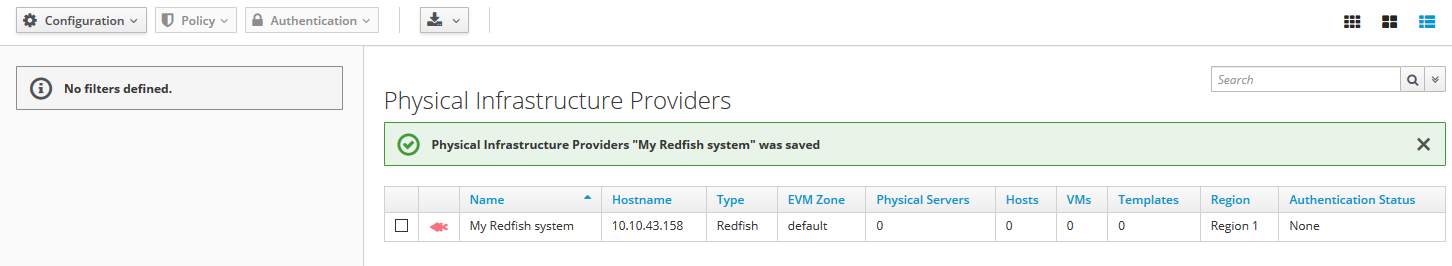 Configuration Policy Authentication
No filters defined.
Search
Physical Infrastructure Providers
Physical Infrastructure Providers "My Redfish system" was saved
Name Hostname Type EVM Zone Physical Servers Hosts VMs Templates Region Authentication Status
My Redfish system 10.10.43.158 Redfish default 0 0 0 0 Region 1 None